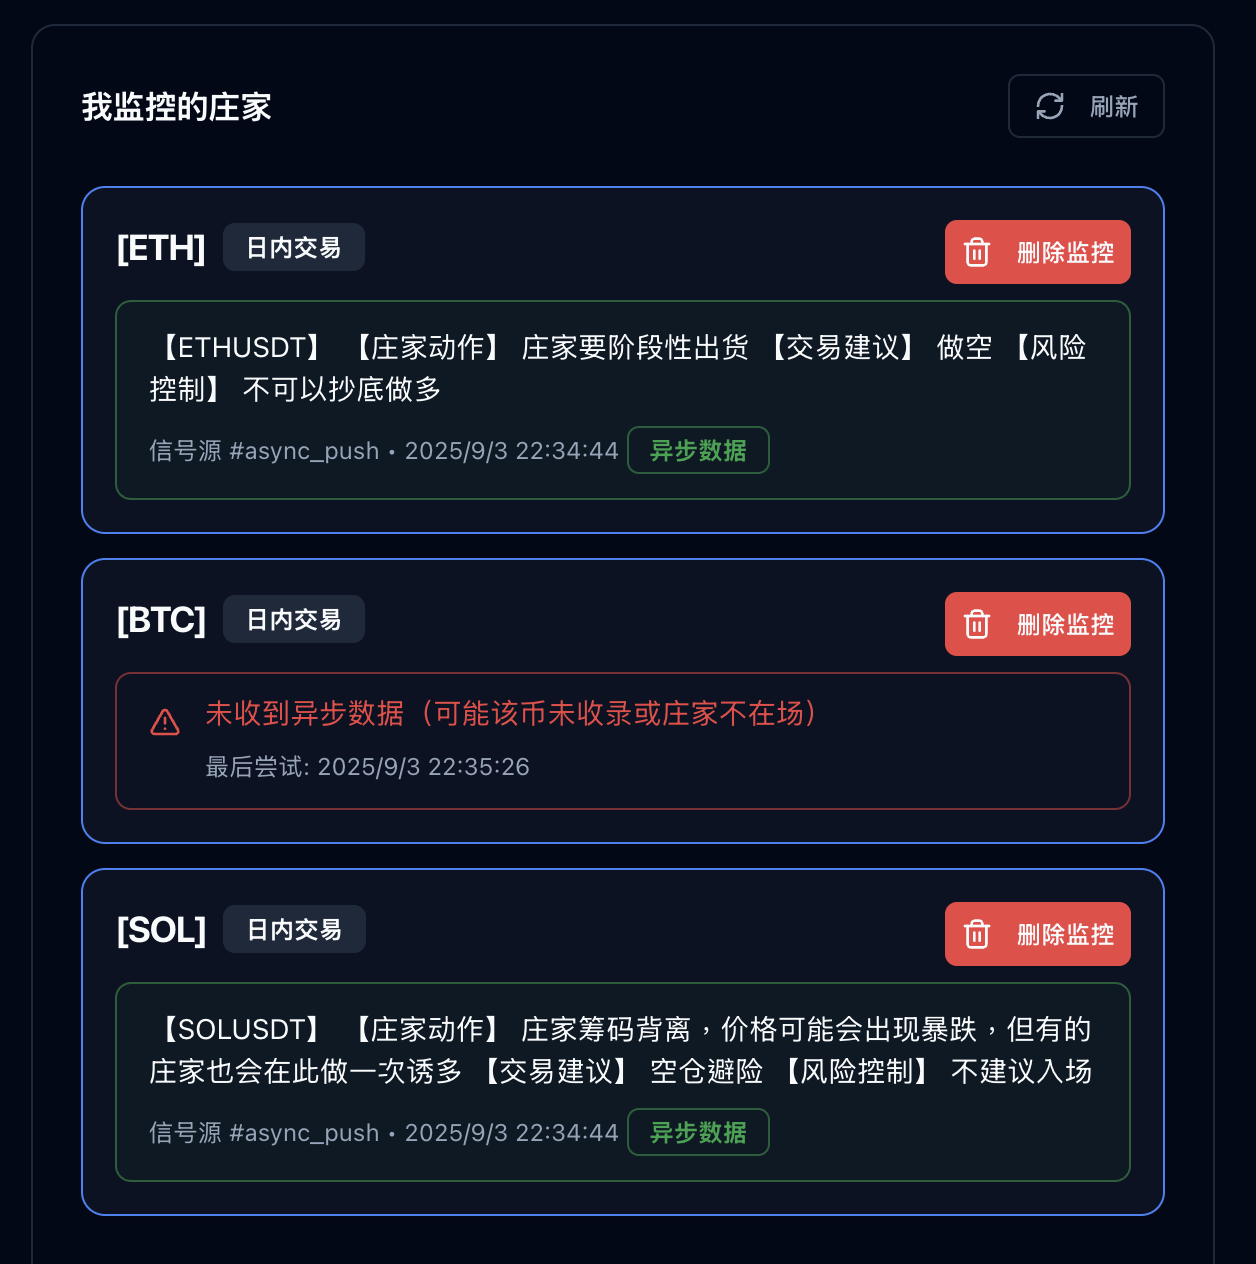 我监控的庄家
刷新
[ETH] 日内交易
删除监控
【ETHUSDT】 【庄家动作】 庄家要阶段性出货 【交易建议】 做空 【风险
控制】 不可以抄底做多
信号源 #async_push • 2025/9/3 22:34:44 异步数据
[BTC] 日内交易
删除监控
未收到异步数据（可能该币未收录或庄家不在场）
最后尝试: 2025/9/3 22:35:26
[SOL] 日内交易
删除监控
【SOLUSDT】 【庄家动作】 庄家筹码背离，价格可能会出现暴跌，但有的
庄家也会在此做一次诱多 【交易建议】 空仓避险 【风险控制】 不建议入场
信号源 #async_push • 2025/9/3 22:34:44 异步数据